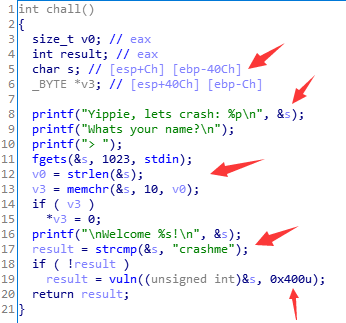 1 int chall()
2 {
3 size_t v0; // eax
4 int result; // eax
5 char s; // [esp+Ch] [ebp-40Ch]
6 _BYTE *v3; // [esp+40Ch] [ebp-Ch]
7
8 printf("Yippie, lets crash: %p\n", &s);
9 printf("Whats your name?\n");
10 printf("> ");
11 fgets(&s, 1023, stdin);
12 v0 = strlen(&s);
13 v3 = memchr(&s, 10, v0);
14 if ( v3 )
15 *v3 = 0;
16 printf("\nWelcome %s!\n", &s);
17 result = strcmp(&s, "crashme");
18 if ( !result )
19 result = vuln((unsigned int)&s, 0x400u);
20 return result;
21 }